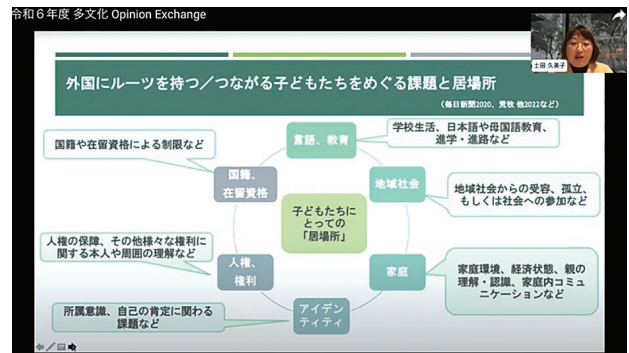 令和６年度 多文化 Opinion Exchange
土田 久美子
外国にルーツを持つ／つながる子どもたちをめぐる課題と居場所
（毎日新聞2020、荒牧 他2022など）
言語、教育
学校生活、日本語や母国語教育、
進学・進路など
国籍や在留資格による制限など
国籍、
在留資格
地域社会
地域社会からの受容、孤立、
もしくは社会への参加など
子どもたちに
とっての
「居場所」
人権の保障、その他様々な権利に
関する本人や周囲の理解など
人権、
権利
家庭
家庭環境、経済状態、親の
理解・認識、家庭内コミュ
ニケーションなど
所属意識、自己の肯定に関わる
課題など
アイデン
ティティ